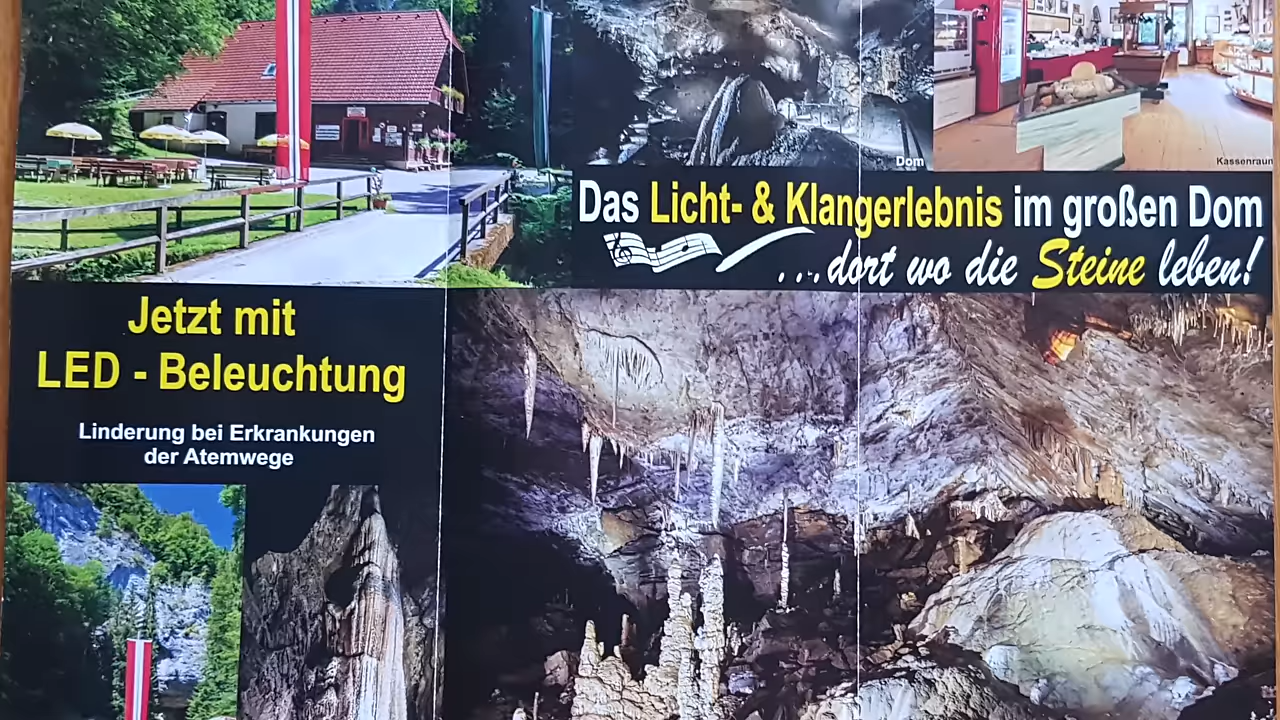 Dom
Kassenraum
Das Licht- & Klangerlebnis im großen Dom
...dort wo die Steine leben!
Jetzt mit
LED - Beleuchtung
Linderung bei Erkrankungen
der Atemwege